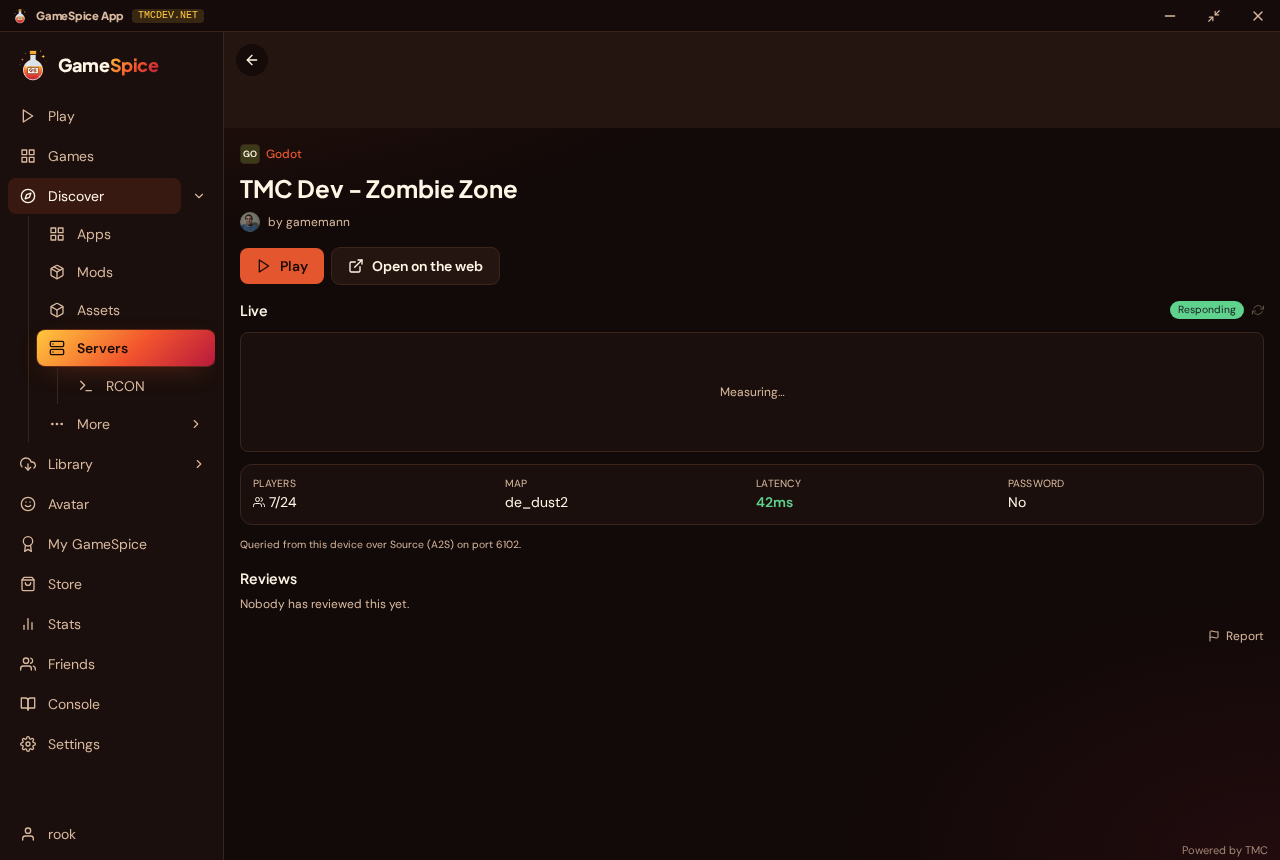 GameSpice App TMCDEV.NET
GameSpice
Play
Games
Discover
Apps
Mods
Assets
Servers
RCON
More
Library
Avatar
My GameSpice
Store
Stats
Friends
Console
Settings
rook
GO Godot
TMC Dev - Zombie Zone
by gamemann
Play Open on the web
Live Responding
Measuring...
PLAYERS MAP LATENCY PASSWORD
7/24 de_dust2 42ms No
Queried from this device over Source (A2S) on port 6102.
Reviews
Nobody has reviewed this yet.
Report
Powered by TMC